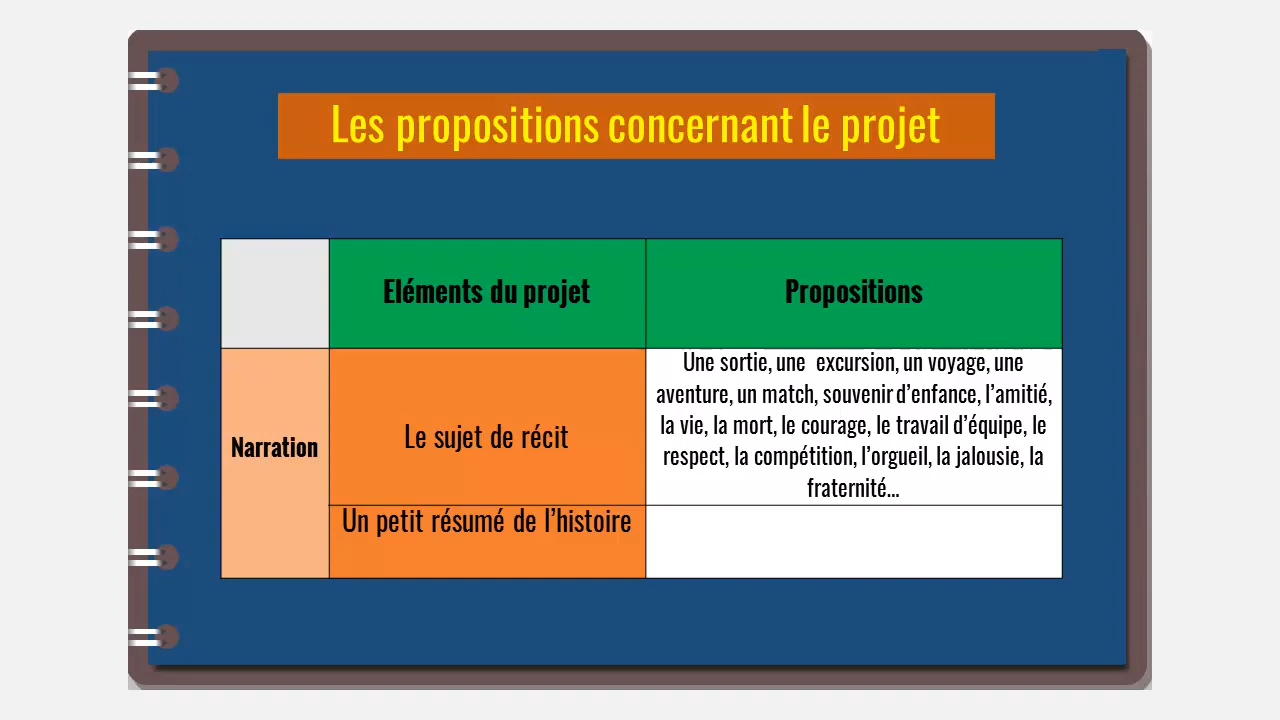 Les propositions concernant le projet
Eléments du projet
Propositions
Narration
Le sujet de récit
Une sortie, une excursion, un voyage, une
aventure, un match, souvenir d’enfance, l’amitié,
la vie, la mort, le courage, le travail d’équipe, le
respect, la compétition, l’orgueil, la jalousie, la
fraternité...
Un petit résumé de l’histoire